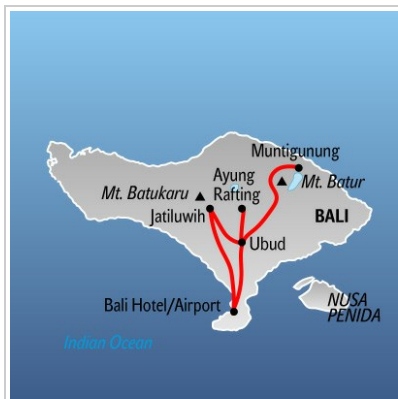 Muntigunung
Ayung
Rafting
Mt. Batur
Mt. Batukaru
Jatiluwih
BALI
Ubud
Bali Hotel/Airport
NUSA
PENIDA
Indian Ocean